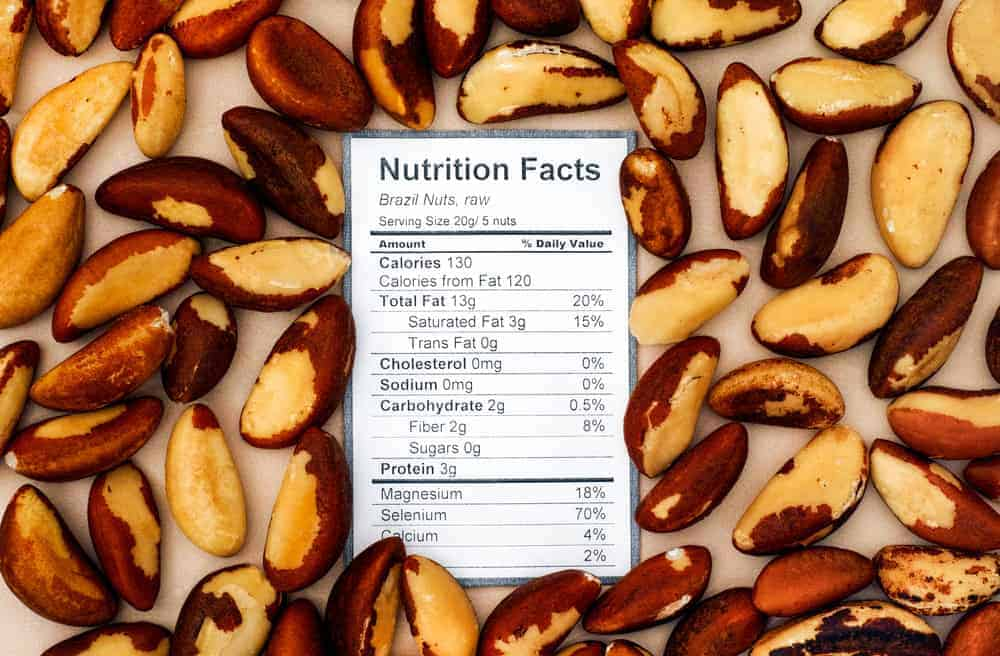 Nutrition Facts
Brazil Nuts, raw
Serving Size 20g/ 5 nuts
Amount % Daily Value
Calories 130
Calories from Fat 120
Total Fat 13g 20%
Saturated Fat 3g 15%
Trans Fat 0g
Cholesterol 0mg 0%
Sodium 0mg 0%
Carbohydrate 2g 0.5%
Fiber 2g 8%
Sugars 0g
Protein 3g
Magnesium 18%
Selenium 70%
Calcium 4%
2%